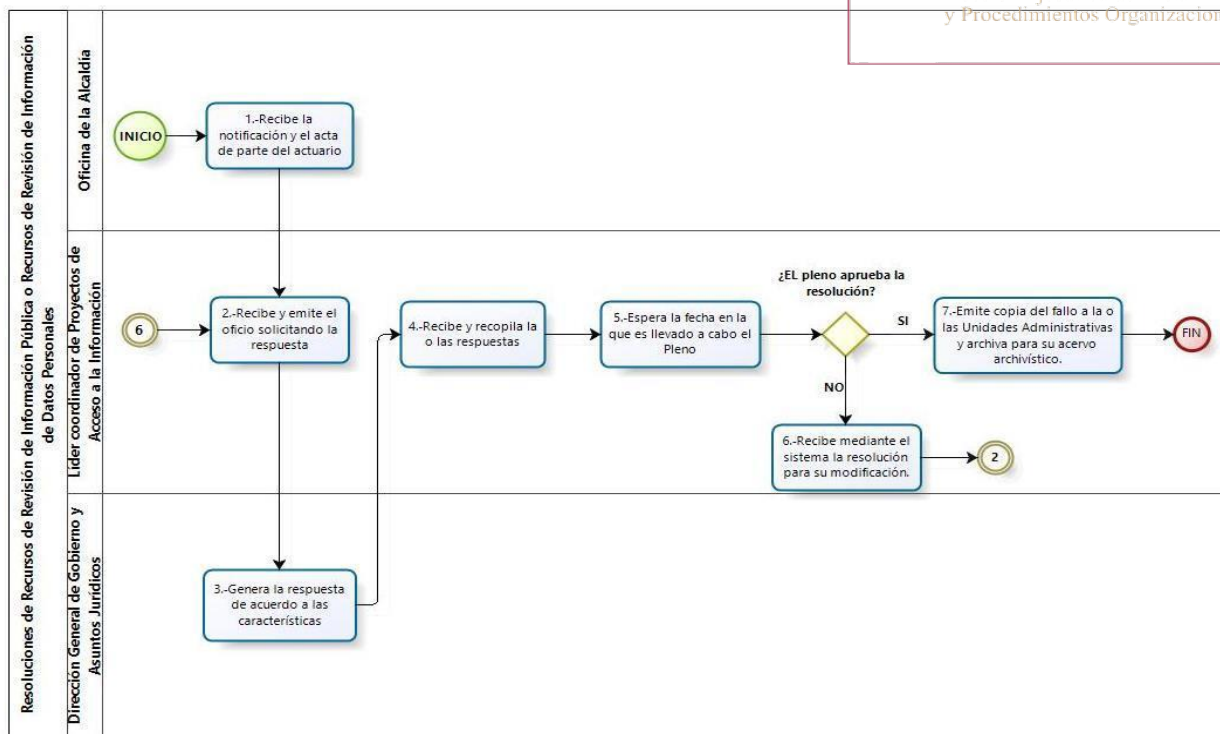 y Procedimientos Organizacion
Resoluciones de Recursos de Revisión de Información Pública o Recursos de Revisión de Información
de Datos Personales
Oficina de la Alcaldía
INICIO
1.-Recibe la
notificación y el acta
de parte del actuario
Líder coordinador de Proyectos de
Acceso a la Información
6
2.-Recibe y emite el
oficio solicitando la
respuesta
4.-Recibe y recopila la
o las respuestas
5.-Espera la fecha en la
que es llevado a cabo el
Pleno
¿EL pleno aprueba la
resolución?
SI
NO
7.-Emite copia del fallo a la o
las Unidades Administrativas
y archiva para su acervo
archivístico.
FIN
6.-Recibe mediante el
sistema la resolución
para su modificación.
2
Dirección General de Gobierno y
Asuntos Jurídicos
3.-Genera la respuesta
de acuerdo a las
características